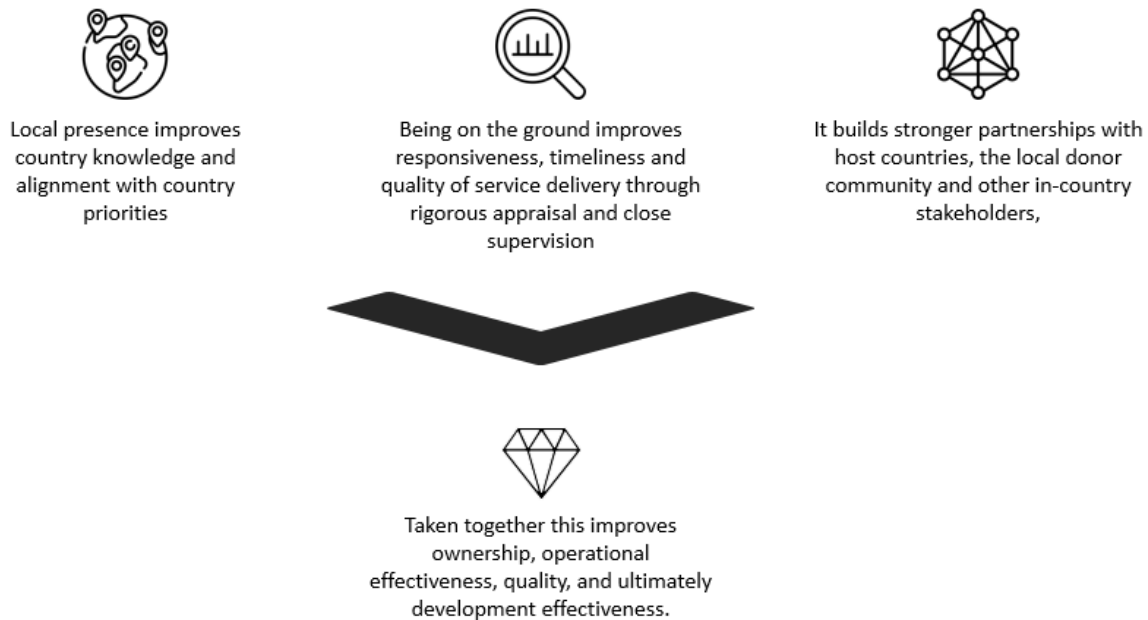 Local presence improves
country knowledge and
alignment with country
priorities
Being on the ground improves
responsiveness, timeliness and
quality of service delivery through
rigorous appraisal and close
supervision
It builds stronger partnerships with
host countries, the local donor
community and other in-country
stakeholders,
Taken together this improves
ownership, operational
effectiveness, quality, and ultimately
development effectiveness.